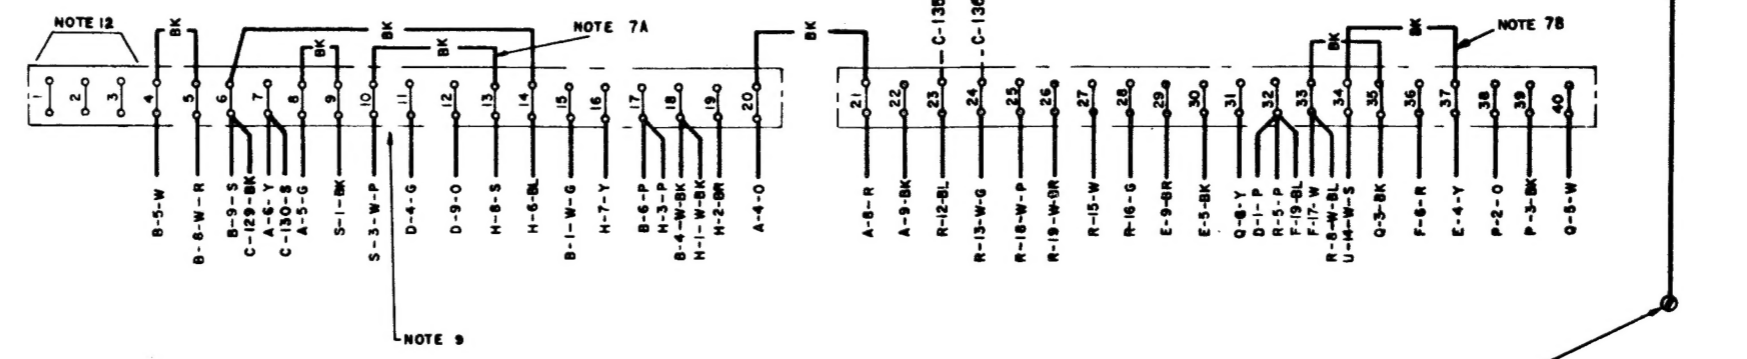 NOTE 12
BK
BK
BK
BK
NOTE 7A
BK
C-135
C-136
BK
BK
NOTE 7B
1
2
3
4
5
6
7
8
9
10
11
12
13
14
15
16
17
18
19
20
21
22
23
24
25
26
27
28
29
30
31
32
33
34
35
36
37
38
39
40
B-5-W
B-8-W-R
B-9-S
C-129-BK
A-6-Y
C-130-S
A-5-G
S-1-BK
S-3-W-P
D-4-G
D-9-O
H-8-S
H-6-BL
B-1-W-G
H-7-Y
B-6-P
H-3-P
B-4-W-BK
H-1-W-BK
H-2-BR
A-4-O
A-8-R
A-9-BK
R-12-BL
R-13-W-G
R-18-W-P
R-19-W-BR
R-15-W
R-16-G
E-9-BR
E-5-BK
Q-6-Y
D-1-P
R-5-P
F-19-BL
F-17-W
R-8-W-BL
U-14-W-S
Q-3-BK
F-6-R
E-4-Y
P-2-O
P-3-BK
Q-5-W
NOTE 9